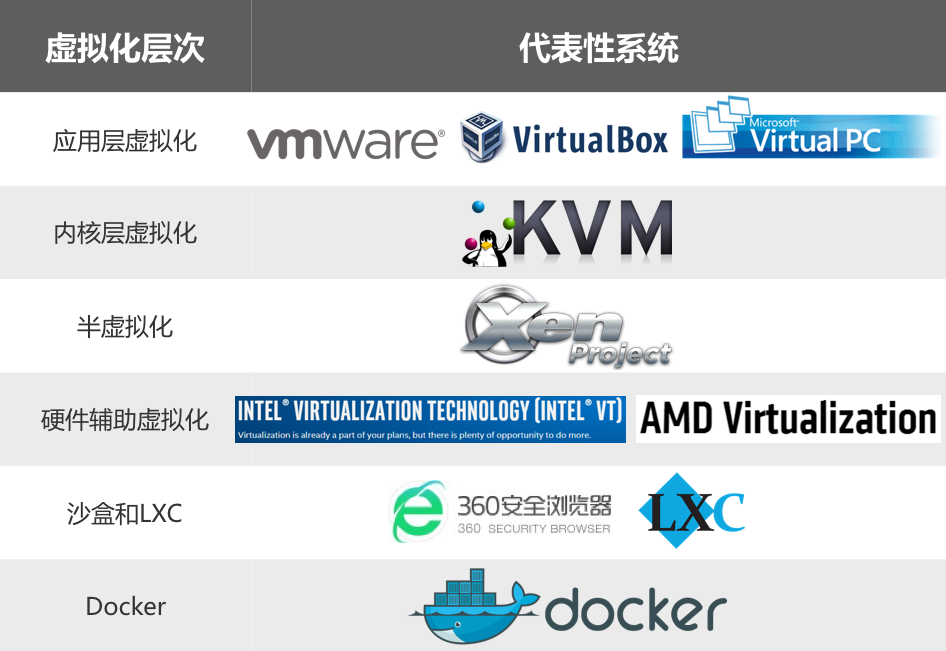 虚拟化层次 代表性系统
应用层虚拟化 vmware® VirtualBox Microsoft® Virtual PC
内核层虚拟化 KVM
半虚拟化 Xen Project
硬件辅助虚拟化 INTEL® VIRTUALIZATION TECHNOLOGY (INTEL® VT) AMD Virtualization
Virtualization is already a part of your plans, but there is plenty of opportunity to do more.
沙盒和LXC 360安全浏览器 LXC
360 SECURITY BROWSER
Docker docker